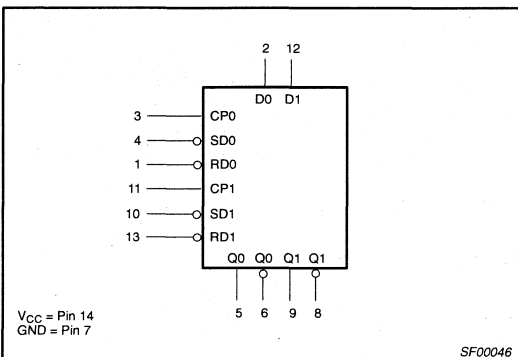 2 12
D0 D1
3 CP0
4 SD0
1 RD0
11 CP1
10 SD1
13 RD1
Q0 Q0 Q1 Q1
5 6 9 8
VCC = Pin 14
GND = Pin 7
SF00046